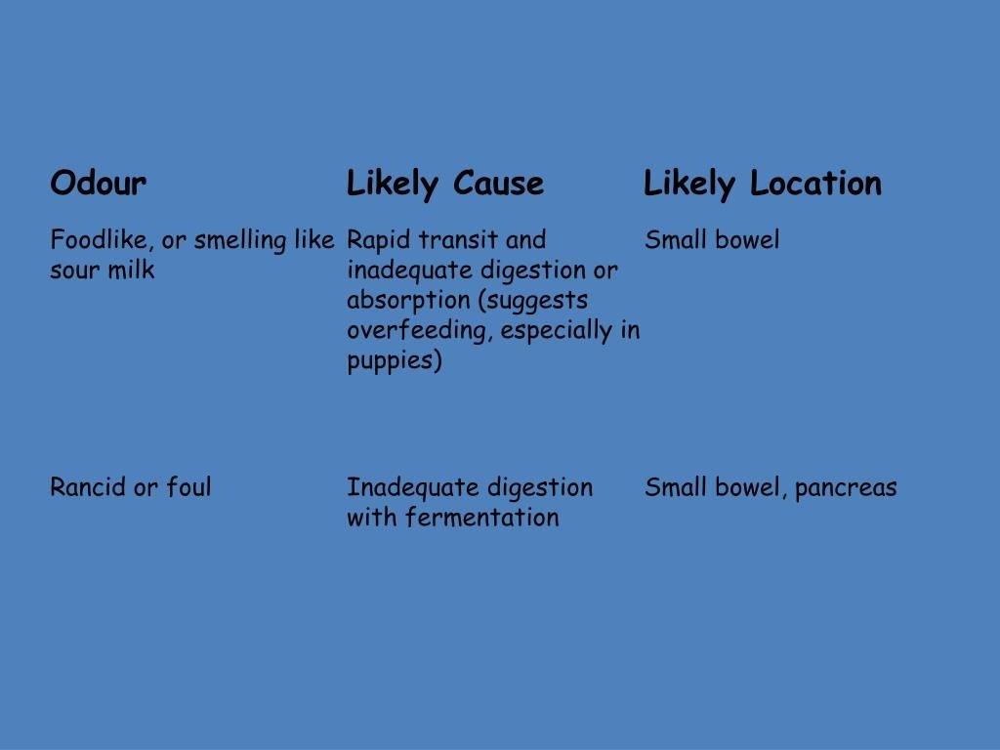 Odour Likely Cause Likely Location
Foodlike, or smelling like
sour milk
Rapid transit and
inadequate digestion or
absorption (suggests
overfeeding, especially in
puppies)
Small bowel
Rancid or foul
Inadequate digestion
with fermentation
Small bowel, pancreas